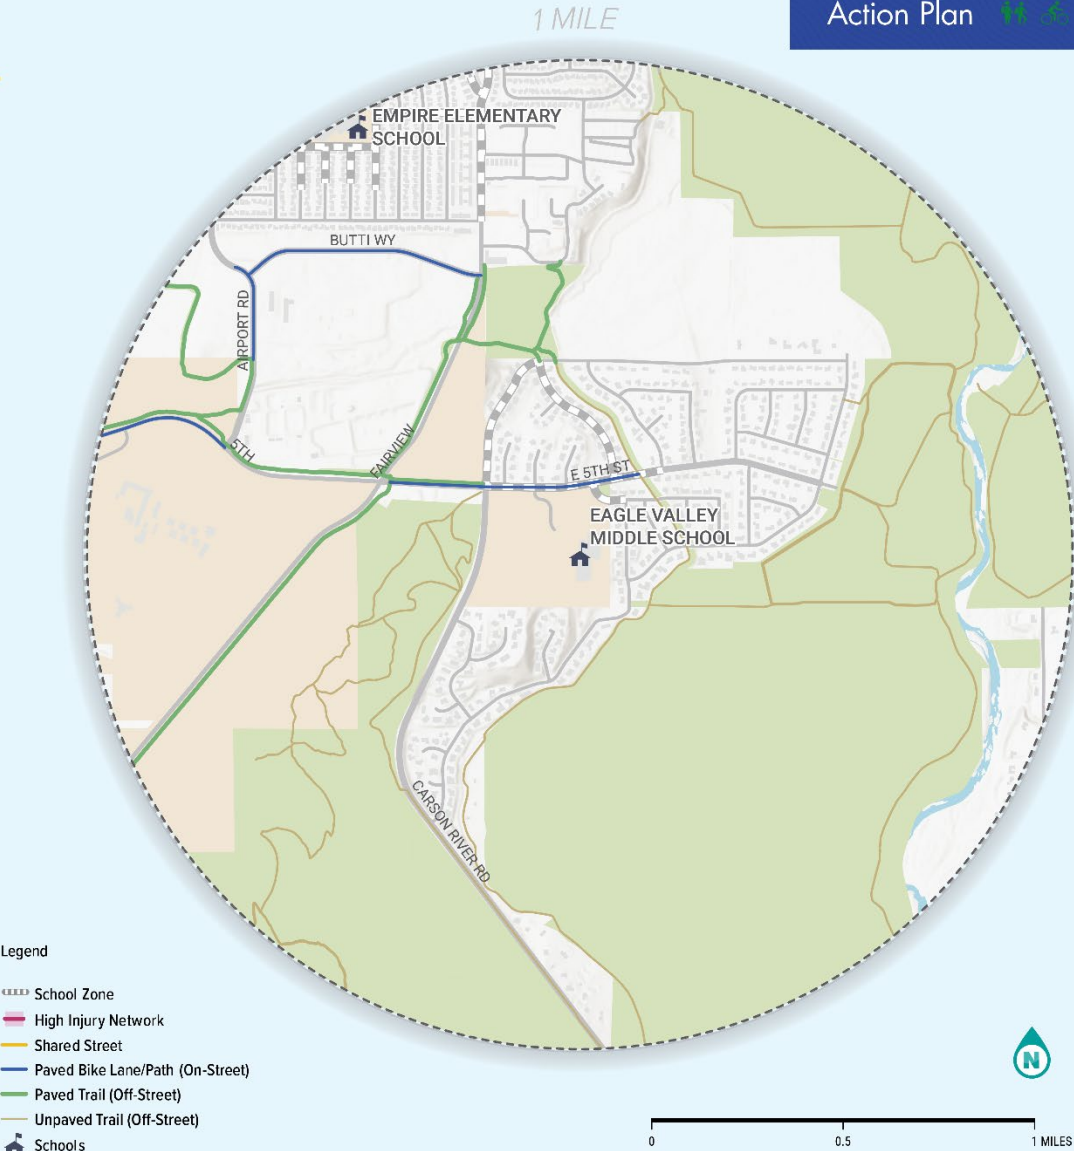 1 MILE
Action Plan
EMPIRE ELEMENTARY
SCHOOL
BUTTI WY
AIRPORT RD
5TH
FAIRVIEW
E 5TH ST
EAGLE VALLEY
MIDDLE SCHOOL
CARSON RIVER RD
Legend
School Zone
High Injury Network
Shared Street
Paved Bike Lane/Path (On-Street)
Paved Trail (Off-Street)
Unpaved Trail (Off-Street)
Schools
N
0 0.5 1 MILES